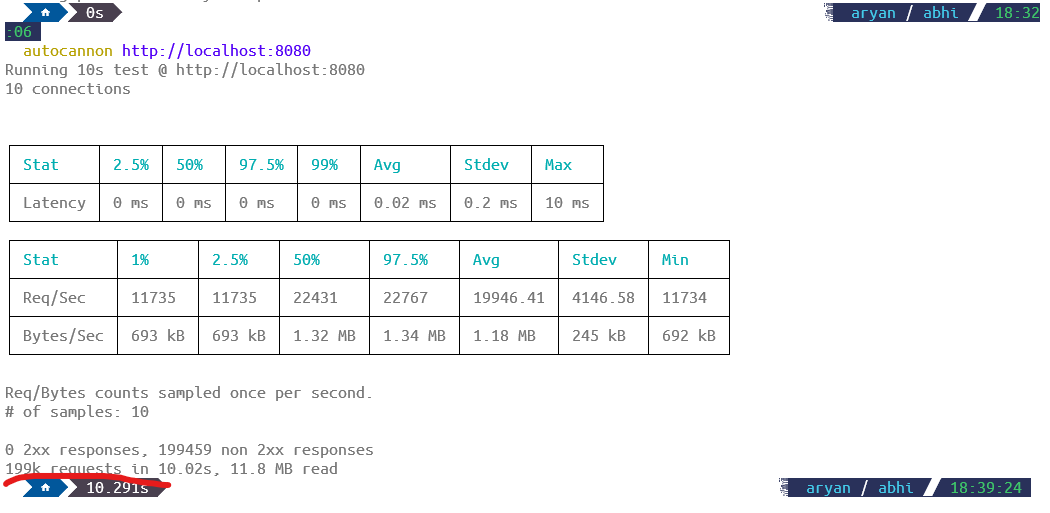 0s aryan / abhi 18:32
:06
autocannon http://localhost:8080
Running 10s test @ http://localhost:8080
10 connections
Stat 2.5% 50% 97.5% 99% Avg Stdev Max
Latency 0 ms 0 ms 0 ms 0 ms 0.02 ms 0.2 ms 10 ms
Stat 1% 2.5% 50% 97.5% Avg Stdev Min
Req/Sec 11735 11735 22431 22767 19946.41 4146.58 11734
Bytes/Sec 693 kB 693 kB 1.32 MB 1.34 MB 1.18 MB 245 kB 692 kB
Req/Bytes counts sampled once per second.
# of samples: 10
0 2xx responses, 199459 non 2xx responses
199k requests in 10.02s, 11.8 MB read
10.291s aryan / abhi 18:39:24